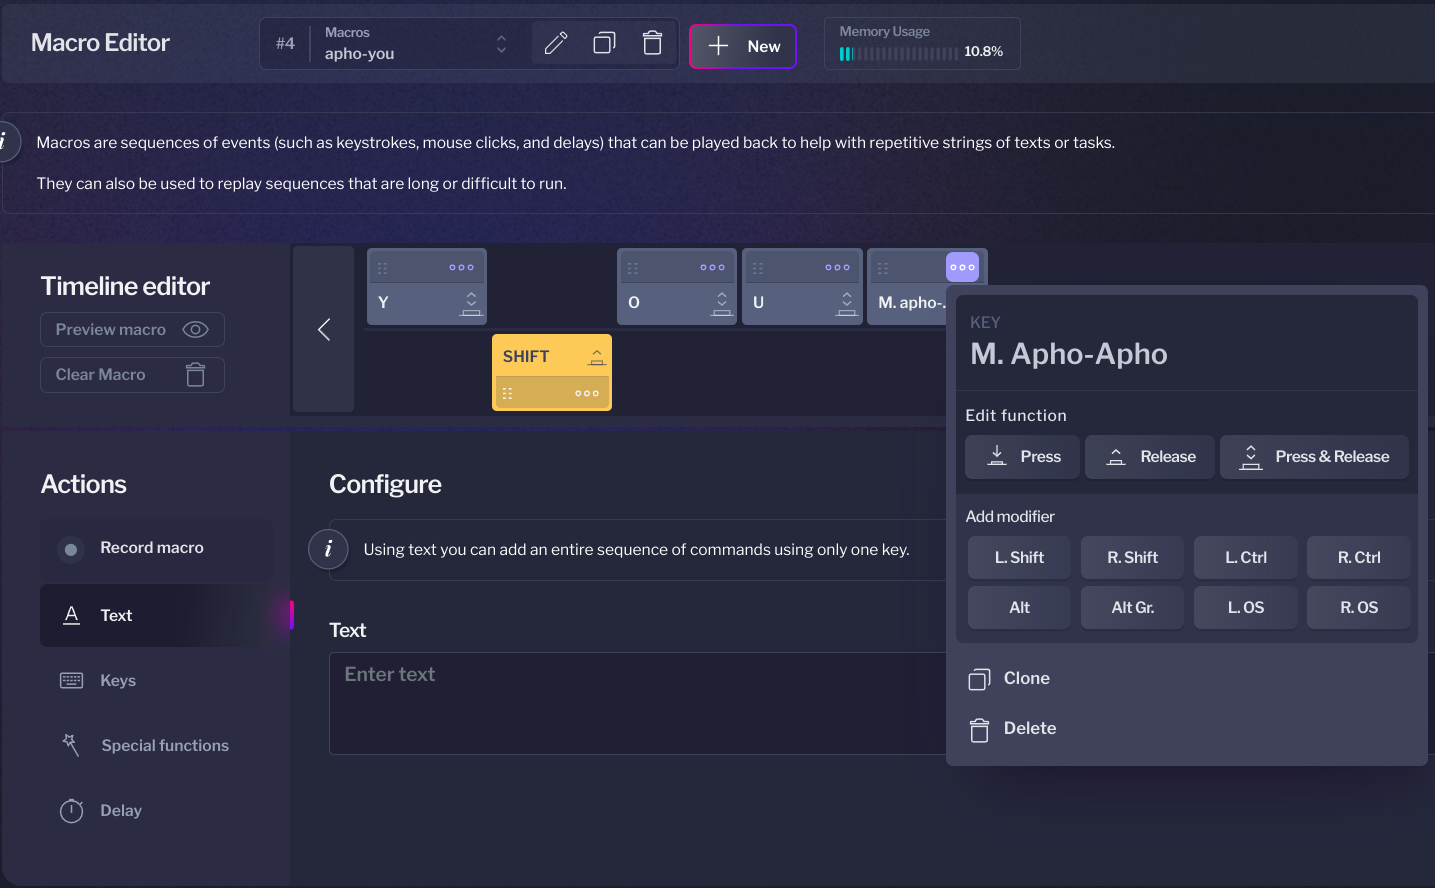 Macro Editor
#4
Macros
apho-you
New
Memory Usage
10.8%
i
Macros are sequences of events (such as keystrokes, mouse clicks, and delays) that can be played back to help with repetitive strings of texts or tasks.
They can also be used to replay sequences that are long or difficult to run.
Timeline editor
Preview macro
Clear Macro
Y
SHIFT
O
U
M. apho-.
KEY
M. Apho-Apho
Edit function
Press
Release
Press & Release
Add modifier
L. Shift
R. Shift
L. Ctrl
R. Ctrl
Alt
Alt Gr.
L. OS
R. OS
Clone
Delete
Actions
Record macro
A
Text
Keys
Special functions
Delay
Configure
i
Using text you can add an entire sequence of commands using only one key.
Text
Enter text